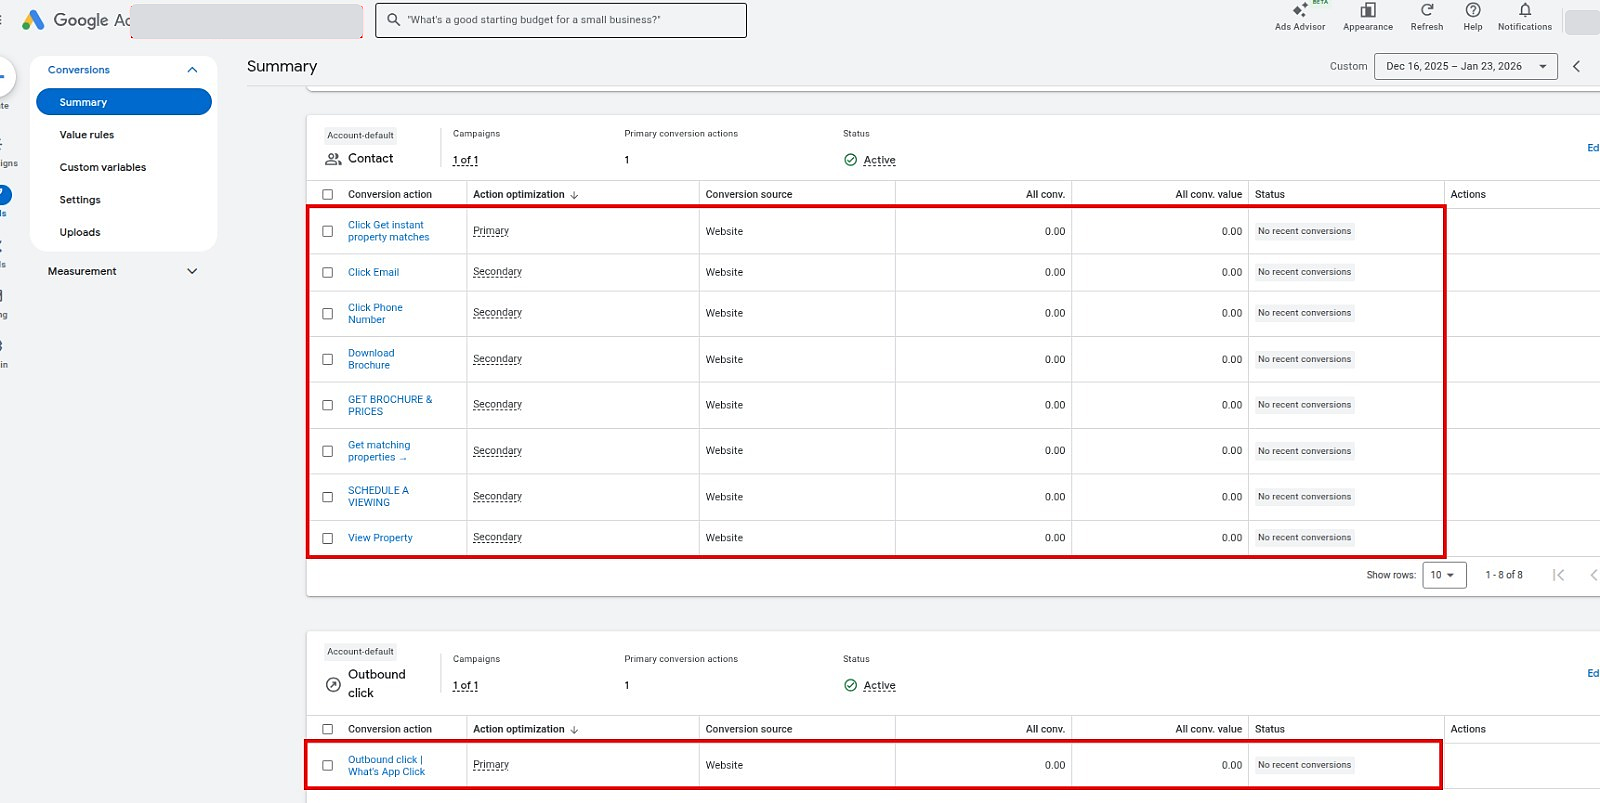 Google Ad
"What's a good starting budget for a small business?"
BETA
Ads Advisor
Appearance
Refresh
Help
Notifications
Conversions
Summary
Value rules
Custom variables
Settings
Uploads
Measurement
Summary
Custom
Dec 16, 2025 – Jan 23, 2026
Account-default
Contact
Campaigns
1 of 1
Primary conversion actions
1
Status
Active
Ed
Conversion action Action optimization ↓ Conversion source All conv. All conv. value Status Actions
Click Get instant
property matches
Primary Website 0.00 0.00 No recent conversions
Click Email Secondary Website 0.00 0.00 No recent conversions
Click Phone
Number
Secondary Website 0.00 0.00 No recent conversions
Download
Brochure
Secondary Website 0.00 0.00 No recent conversions
GET BROCHURE &
PRICES
Secondary Website 0.00 0.00 No recent conversions
Get matching
properties →
Secondary Website 0.00 0.00 No recent conversions
SCHEDULE A
VIEWING
Secondary Website 0.00 0.00 No recent conversions
View Property Secondary Website 0.00 0.00 No recent conversions
Show rows: 10 1 - 8 of 8
Account-default
Outbound
click
Campaigns
1 of 1
Primary conversion actions
1
Status
Active
Ed
Conversion action Action optimization ↓ Conversion source All conv. All conv. value Status Actions
Outbound click |
What's App Click
Primary Website 0.00 0.00 No recent conversions